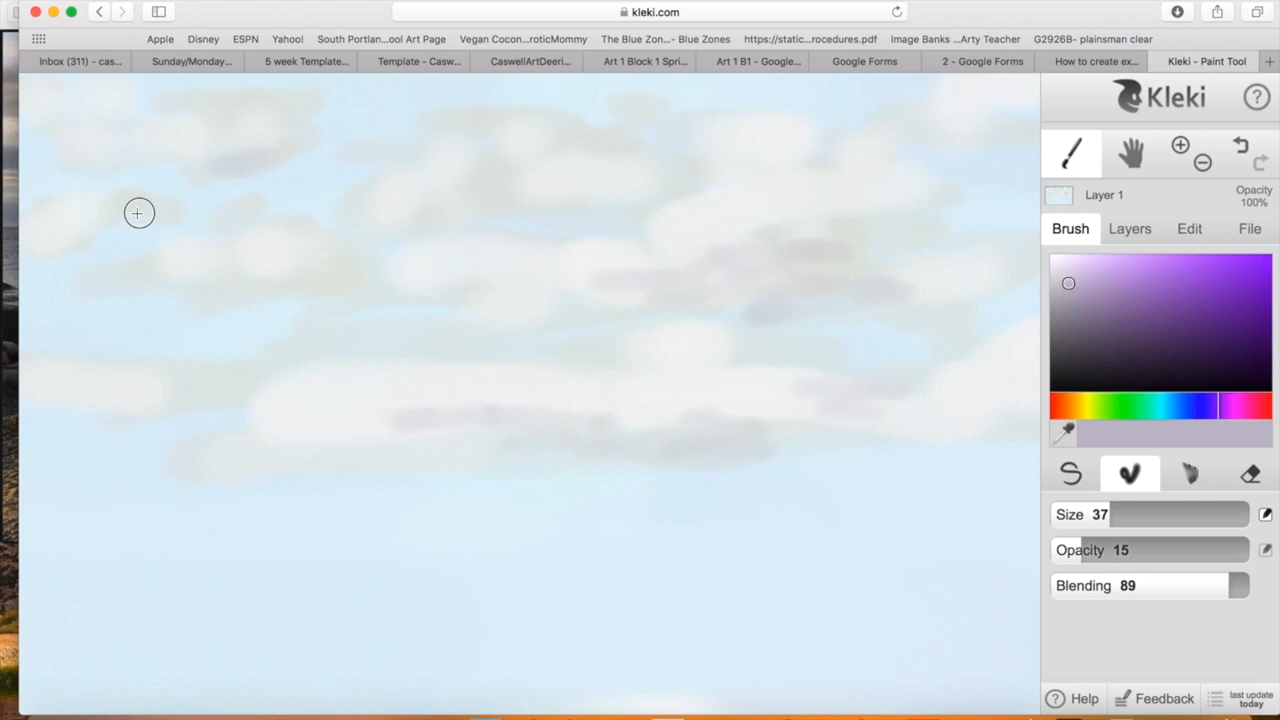 kleki.com
Apple Disney ESPN Yahoo! South Portlan...ool Art Page Vegan Cocon...roticMommy The Blue Zon...- Blue Zones https://static...rocedures.pdf Image Banks ...Arty Teacher G2926B- plainsman clear
Inbox (311) - cas... Sunday/Monday... 5 week Template... Template - Casw... CaswellArtDeeri... Art 1 Block 1 Spri... Art 1 B1 - Google... Google Forms 2 - Google Forms How to create ex... Kleki - Paint Tool
Kleki ?
Layer 1 Opacity
100%
Brush Layers Edit File
Size 37
Opacity 15
Blending 89
? Help Feedback last update
today